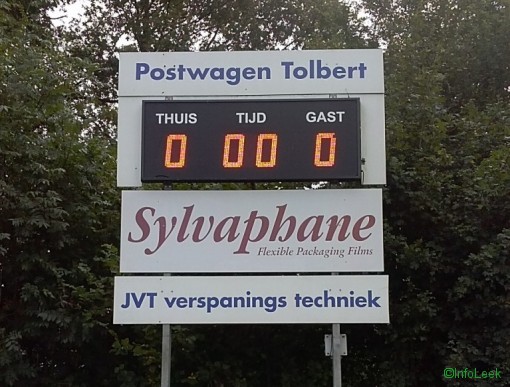 Postwagen Tolbert
THUIS TIJD GAST
0 00 0
Sylvaphane
Flexible Packaging Films
JVT verspanings techniek
©InfoLeek